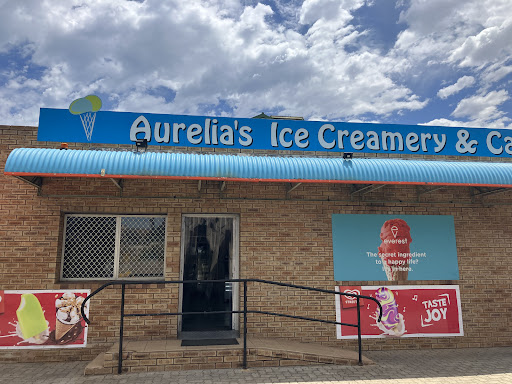 Aurelia's Ice Creamery & Ca
everest
The secret ingredient
to a happy life?
It's in here.
TASTE
JOY